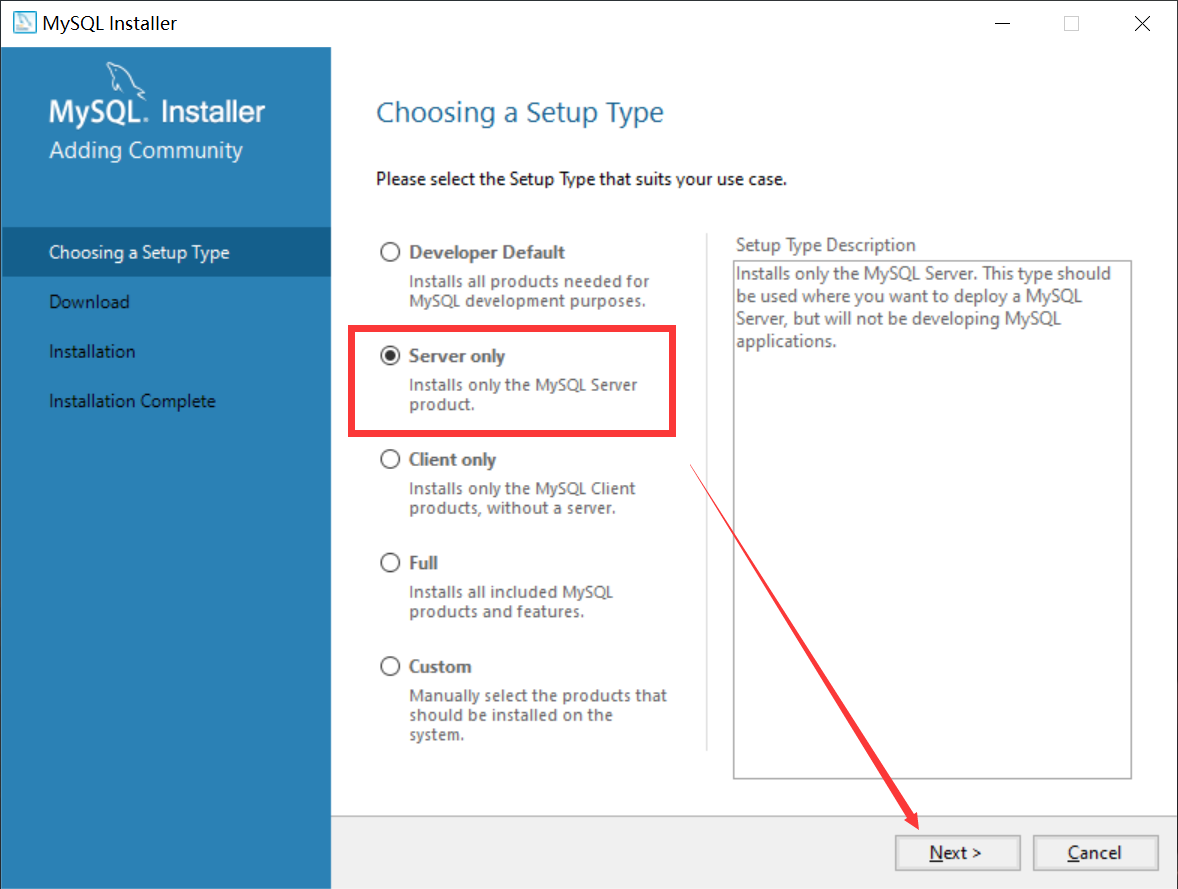 MySQL Installer
MySQL. Installer
Adding Community
Choosing a Setup Type
Download
Installation
Installation Complete
Choosing a Setup Type
Please select the Setup Type that suits your use case.
Developer Default
Installs all products needed for
MySQL development purposes.
Server only
Installs only the MySQL Server
product.
Client only
Installs only the MySQL Client
products, without a server.
Full
Installs all included MySQL
products and features.
Custom
Manually select the products that
should be installed on the
system.
Setup Type Description
Installs only the MySQL Server. This type should
be used where you want to deploy a MySQL
Server, but will not be developing MySQL
applications.
Next >
Cancel